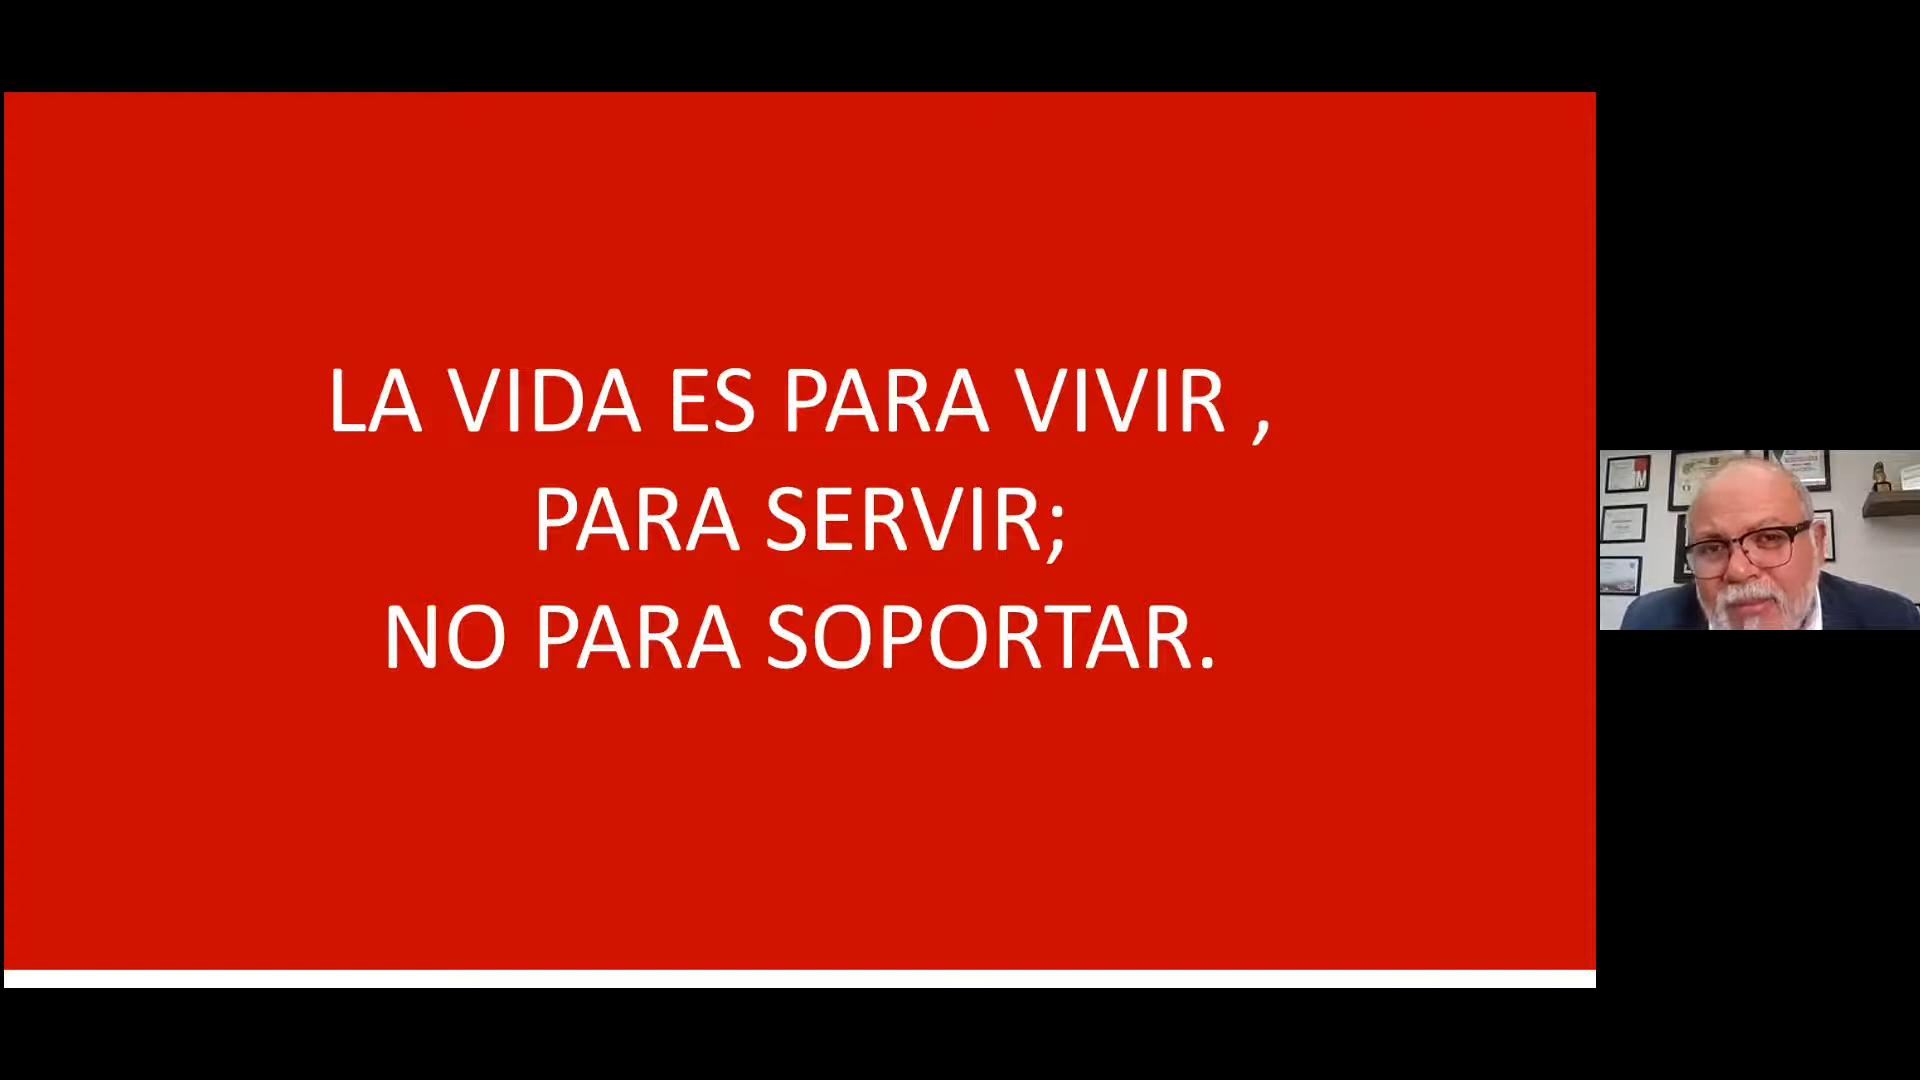 LA VIDA ES PARA VIVIR ,
PARA SERVIR;
NO PARA SOPORTAR.